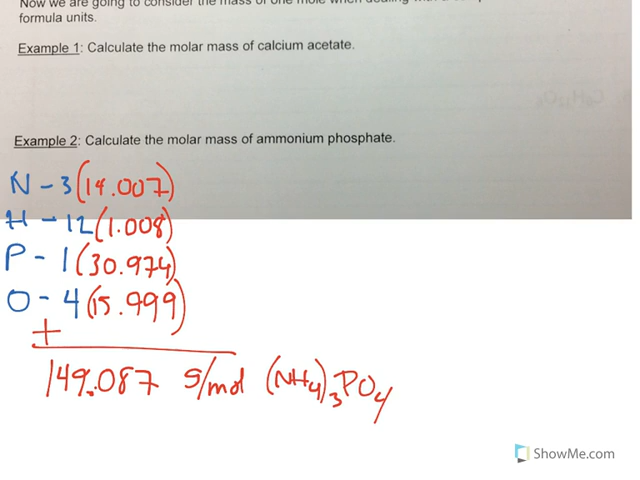 Now we are going to consider the mass of one mole when dealing with
formula units.
Example 1: Calculate the molar mass of calcium acetate.
Example 2: Calculate the molar mass of ammonium phosphate.
N - 3(14.007)
H - 12(1.008)
P - 1(30.974)
O - 4(15.999)
+
149.087 g/mol (NH4)3PO4
ShowMe.com